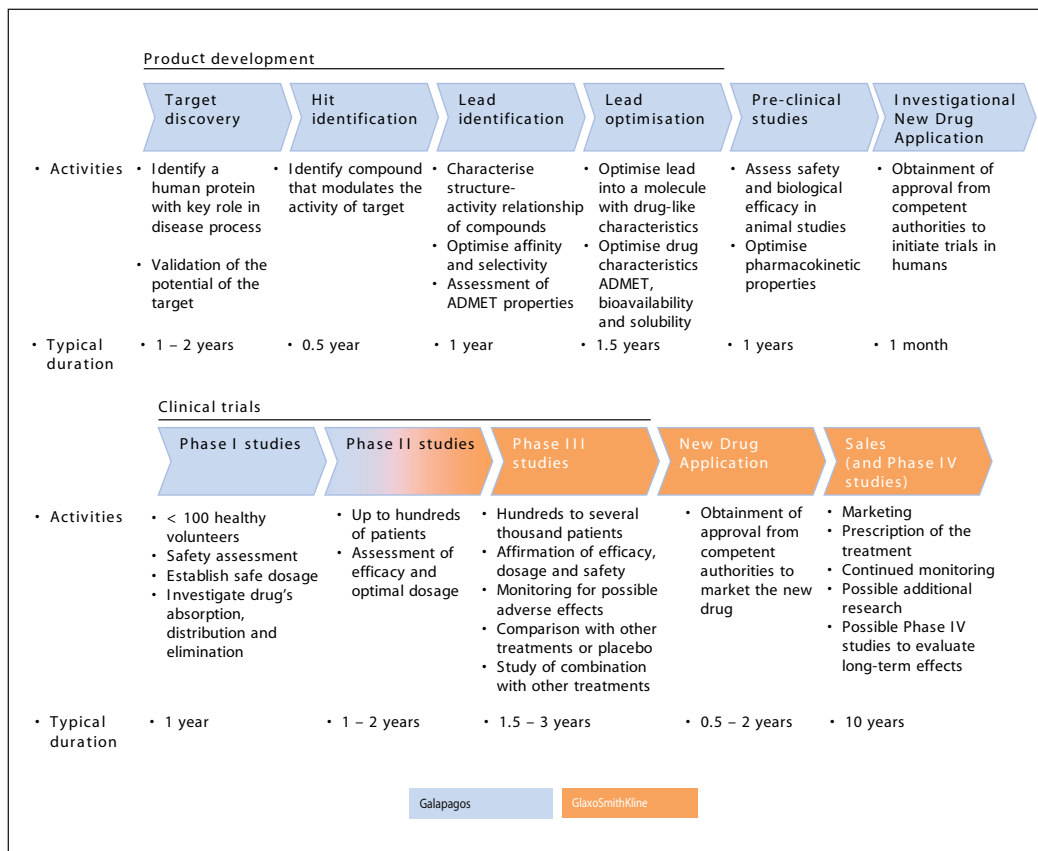 Product development
Target
discovery
Hit
identification
Lead
identification
Lead
optimisation
Pre-clinical
studies
Investigational
New Drug
Application
• Activities
• Identify a
human protein
with key role in
disease process
• Validation of the
potential of the
target
• Identify compound
that modulates the
activity of target
• Characterise
structure-
activity relationship
of compounds
• Optimise affinity
and selectivity
• Assessment of
ADMET properties
• Optimise lead
into a molecule
with drug-like
characteristics
• Optimise drug
characteristics
ADMET,
bioavailability
and solubility
• Assess safety
and biological
efficacy in
animal studies
• Optimise
pharmacokinetic
properties
• Obtainment of
approval from
competent
authorities to
initiate trials in
humans
• Typical
duration
• 1 – 2 years
• 0.5 year
• 1 year
• 1.5 years
• 1 years
• 1 month
Clinical trials
Phase I studies
Phase II studies
Phase III
studies
New Drug
Application
Sales
(and Phase IV
studies)
• Activities
• < 100 healthy
volunteers
• Safety assessment
• Establish safe dosage
• Investigate drug's
absorption,
distribution and
elimination
• Up to hundreds
of patients
• Assessment of
efficacy and
optimal dosage
• Hundreds to several
thousand patients
• Affirmation of efficacy,
dosage and safety
• Monitoring for possible
adverse effects
• Comparison with other
treatments or placebo
• Study of combination
with other treatments
• Obtainment of
approval from
competent
authorities to
market the new
drug
• Marketing
• Prescription of the
treatment
• Continued monitoring
• Possible additional
research
• Possible Phase IV
studies to evaluate
long-term effects
• Typical
duration
• 1 year
• 1 – 2 years
• 1.5 – 3 years
• 0.5 – 2 years
• 10 years
Galapagos
GlaxoSmithKline